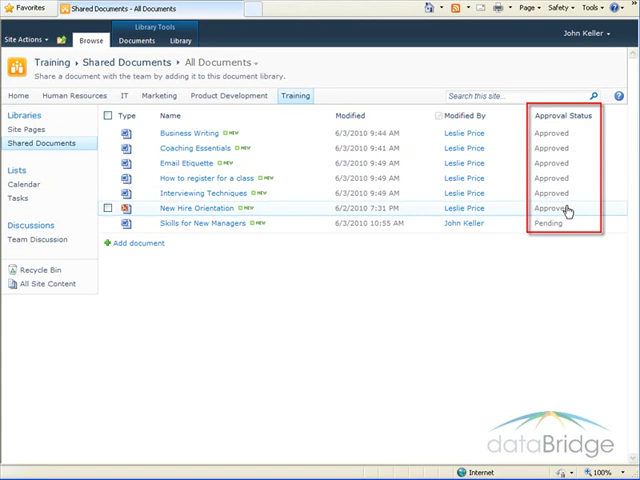 Favorites
Shared Documents - All Documents
Page
Safety
Tools
Library Tools
Site Actions
Browse
Documents
Library
John Keller
Training
Shared Documents
All Documents
Share a document with the team by adding it to this document library.
Home
Human Resources
IT
Marketing
Product Development
Training
Search this site...
Libraries
Site Pages
Shared Documents
Lists
Calendar
Tasks
Discussions
Team Discussion
Recycle Bin
All Site Content
Type Name Modified Modified By Approval Status
Business Writing NEW 6/3/2010 9:44 AM Leslie Price Approved
Coaching Essentials NEW 6/3/2010 9:49 AM Leslie Price Approved
Email Etiquette NEW 6/3/2010 9:49 AM Leslie Price Approved
How to register for a class NEW 6/3/2010 9:49 AM Leslie Price Approved
Interviewing Techniques NEW 6/3/2010 9:49 AM Leslie Price Approved
New Hire Orientation NEW 6/2/2010 7:31 PM Leslie Price Approved
Skills for New Managers NEW 6/3/2010 10:55 AM John Keller Pending
Add document
dataBridge
Internet
100%